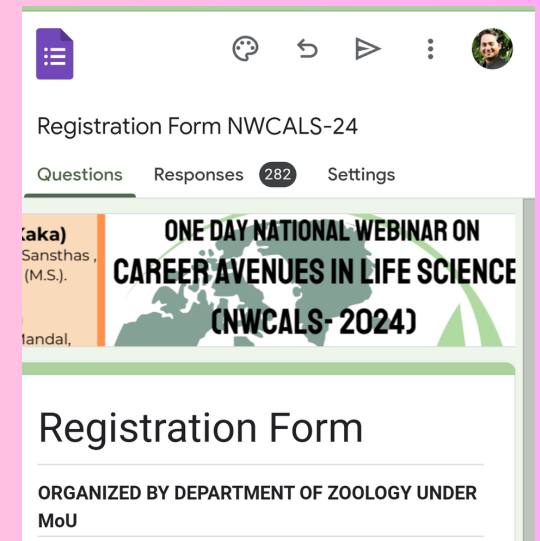 Registration Form NWCALS-24
Questions Responses 282 Settings
Kaka)
Sansthas,
(M.S.).
)
Mandal,
ONE DAY NATIONAL WEBINAR ON
CAREER AVENUES IN LIFE SCIENCE
(NWCALS- 2024)
Registration Form
ORGANIZED BY DEPARTMENT OF ZOOLOGY UNDER
MoU